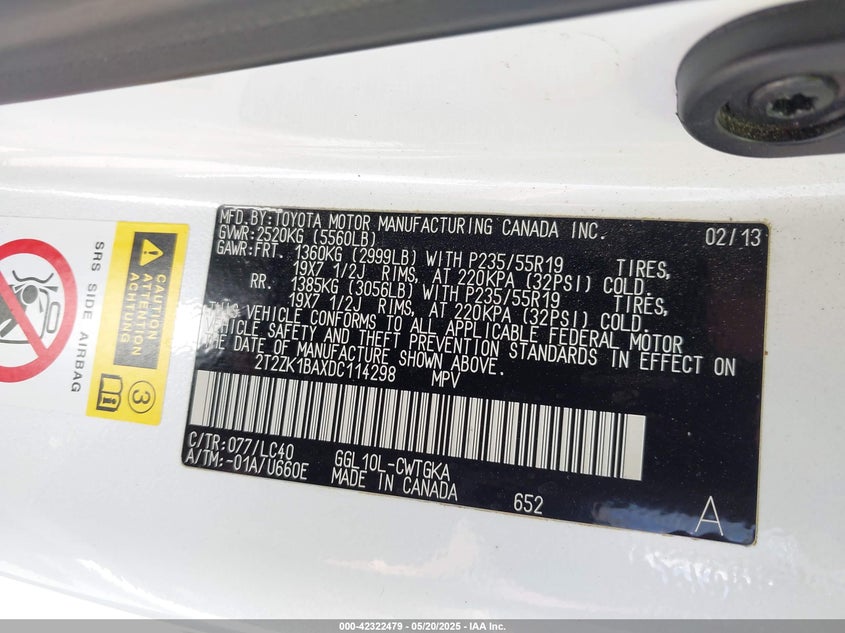 MFD.BY:TOYOTA MOTOR MANUFACTURING CANADA INC. 02/13
GVWR:2520KG (5560LB)
GAWR:FRT. 1360KG (2999LB) WITH P235/55R19 TIRES,
19X7 1/2J RIMS, AT 220KPA (32PSI) COLD.
RR. 1385KG (3056LB) WITH P235/55R19 TIRES,
19X7 1/2J RIMS, AT 220KPA (32PSI) COLD.
THIS VEHICLE CONFORMS TO ALL APPLICABLE FEDERAL MOTOR
VEHICLE SAFETY AND THEFT PREVENTION STANDARDS IN EFFECT ON
THE DATE OF MANUFACTURE SHOWN ABOVE.
2T2ZK1BAXDC114298 MPV
C/TR:077/LC40 GGL10L-CWTGKA
A/TM:-01A/U660E MADE IN CANADA 652 A
SRS SIDE AIRBAG
CAUTION
ATTENTION
ACHTUNG
3
000-42322479 - 05/20/2025 - IAA Inc.